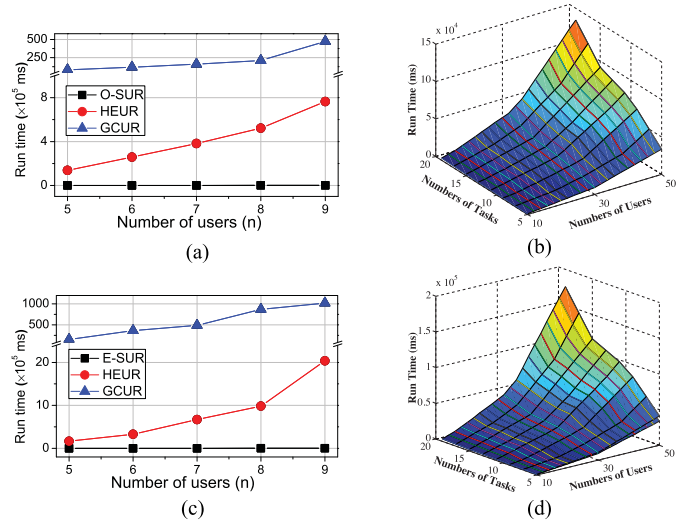 (a)
Run time (×10⁵ ms)
500
250
8
4
0
O-SUR
HEUR
GCUR
5 6 7 8 9
Number of users (n)
(b)
x 10⁴
Run Time (ms)
15
10
5
0
20
15
10
5
10
30
50
Numbers of Tasks
Numbers of Users
(c)
Run time (×10⁵ ms)
1000
500
20
10
0
E-SUR
HEUR
GCUR
5 6 7 8 9
Number of users (n)
(d)
x 10⁵
Run Time (ms)
2
1.5
1
0.5
0
20
15
10
5
10
30
50
Numbers of Tasks
Numbers of Users